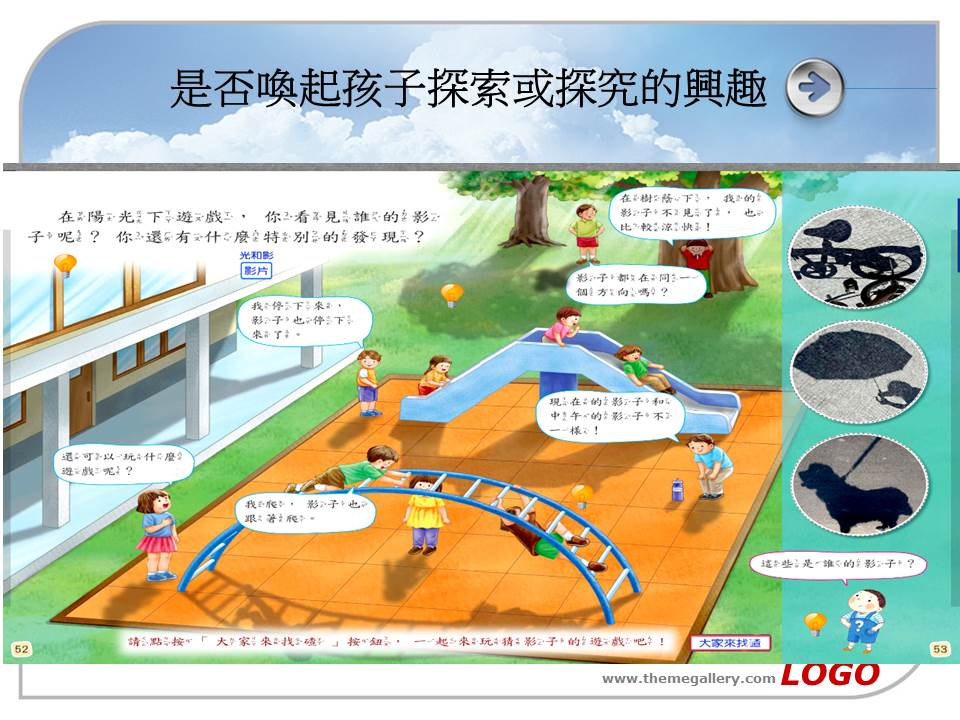 是否喚起孩子探索或探究的興趣
在陽光下遊戲，你看見誰的影
子呢？你還有什麼特別的發現？
光和影
影片
在樹蔭下，我的
影子不見了，也
比較涼快！
影子都在同一
個方向嗎？
我停下來，
影子也停下
來了。
現在的影子和
中午的影子不
一樣！
還可以玩什麼
遊戲呢？
我爬，影子也
跟著爬。
這些是誰的影子？
請點按「大家來找碴」按鈕，一起來玩猜影子的遊戲吧！
大家來找碴
52
53
www.themegallery.com
LOGO